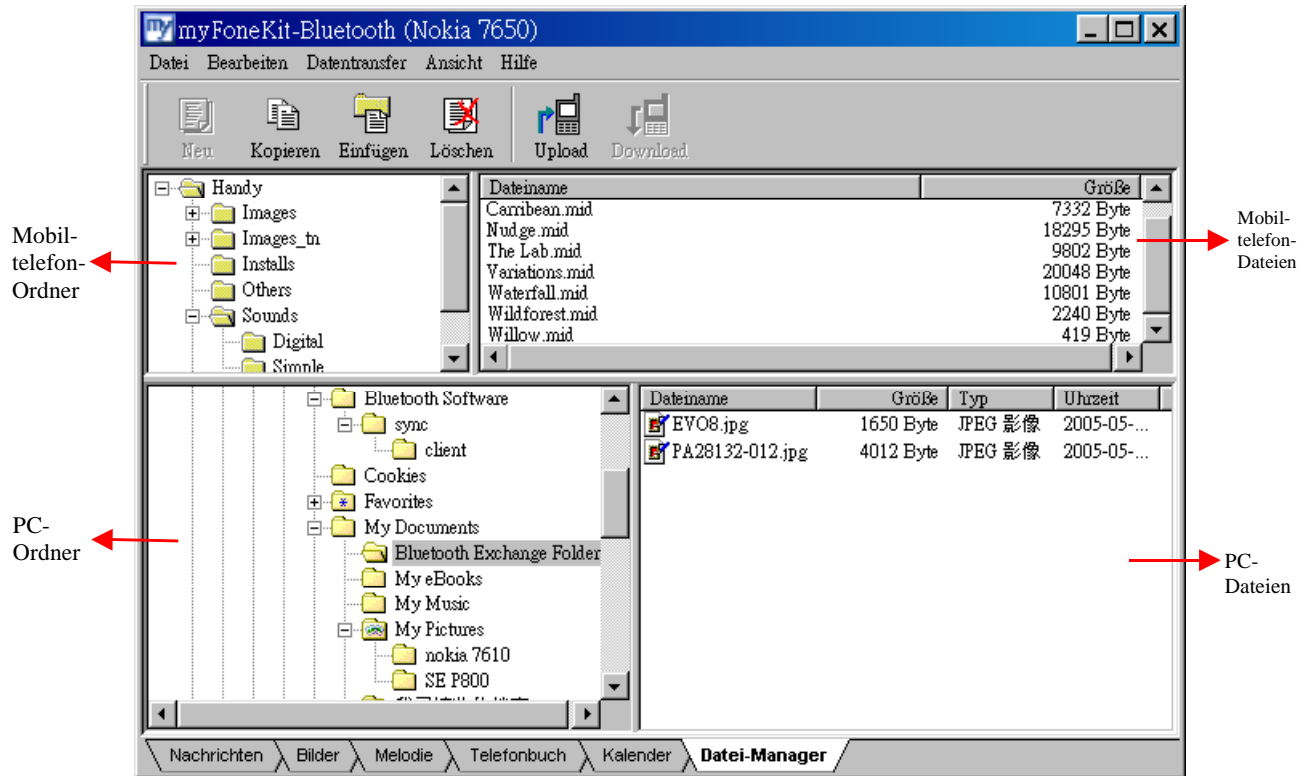 my myFoneKit-Bluetooth (Nokia 7650)
Datei Bearbeiten Datentransfer Ansicht Hilfe
Neu Kopieren Einfügen Löschen Upload Download
Mobil-
telefon-
Ordner
Handy
Images
Images_tn
Installs
Others
Sounds
Digital
Simple
Dateiname Größe
Carribean.mid 7332 Byte
Nudge.mid 18295 Byte
The Lab.mid 9802 Byte
Variations.mid 20048 Byte
Waterfall.mid 10801 Byte
Wildforest.mid 2240 Byte
Willow.mid 419 Byte
Mobil-
telefon-
Dateien
PC-
Ordner
Bluetooth Software
sync
client
Cookies
Favorites
My Documents
Bluetooth Exchange Folder
My eBooks
My Music
My Pictures
nokia 7610
SE P800
Dateiname Größe Typ Uhrzeit
EVO8.jpg 1650 Byte JPEG 影像 2005-05-...
PA28132-012.jpg 4012 Byte JPEG 影像 2005-05-...
PC-
Dateien
Nachrichten Bilder Melodie Telefonbuch Kalender Datei-Manager